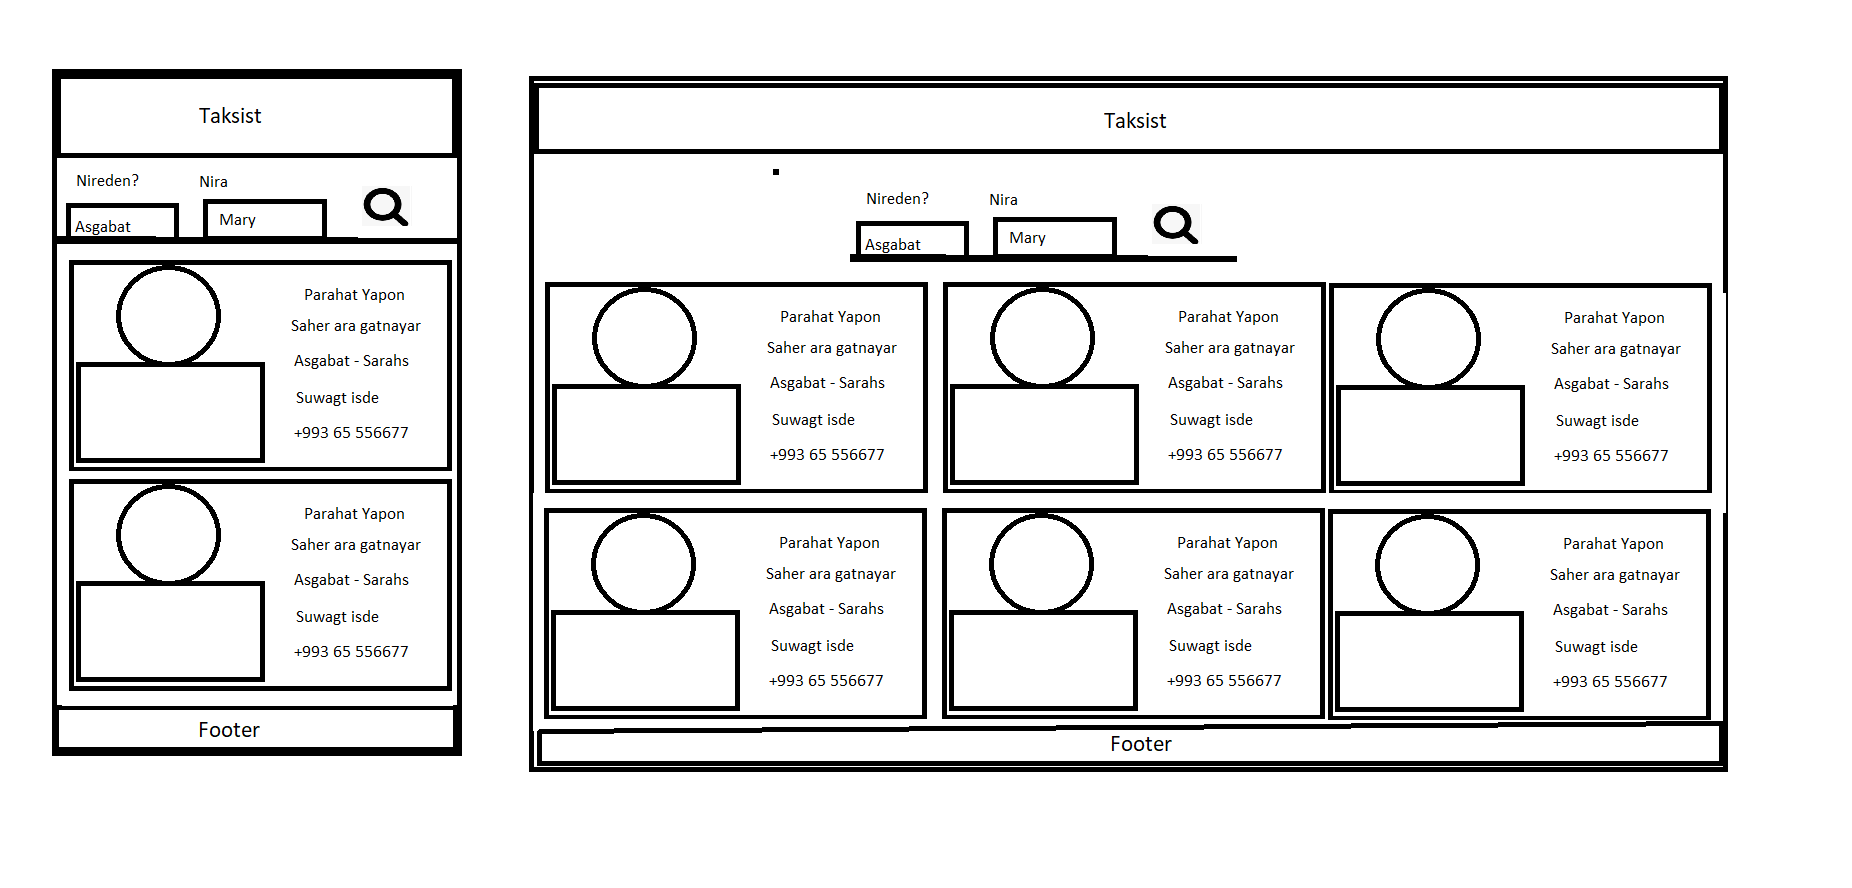 Taksist
Nireden?
Nira
Asgabat
Mary
Parahat Yapon
Saher ara gatnayar
Asgabat - Sarahs
Suwagt isde
+993 65 556677
Parahat Yapon
Saher ara gatnayar
Asgabat - Sarahs
Suwagt isde
+993 65 556677
Footer
Taksist
Nireden?
Nira
Asgabat
Mary
Parahat Yapon
Saher ara gatnayar
Asgabat - Sarahs
Suwagt isde
+993 65 556677
Parahat Yapon
Saher ara gatnayar
Asgabat - Sarahs
Suwagt isde
+993 65 556677
Parahat Yapon
Saher ara gatnayar
Asgabat - Sarahs
Suwagt isde
+993 65 556677
Parahat Yapon
Saher ara gatnayar
Asgabat - Sarahs
Suwagt isde
+993 65 556677
Parahat Yapon
Saher ara gatnayar
Asgabat - Sarahs
Suwagt isde
+993 65 556677
Parahat Yapon
Saher ara gatnayar
Asgabat - Sarahs
Suwagt isde
+993 65 556677
Footer